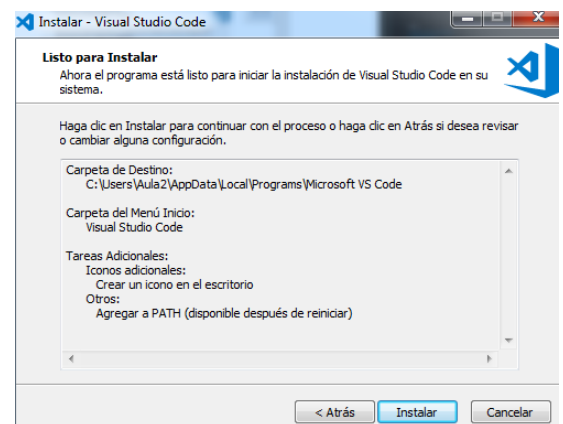 Instalar - Visual Studio Code
Listo para Instalar
Ahora el programa está listo para iniciar la instalación de Visual Studio Code en su
sistema.
Haga clic en Instalar para continuar con el proceso o haga clic en Atrás si desea revisar
o cambiar alguna configuración.
Carpeta de Destino:
C:\Users\Aula2\AppData\Local\Programs\Microsoft VS Code
Carpeta del Menú Inicio:
Visual Studio Code
Tareas Adicionales:
Iconos adicionales:
Crear un icono en el escritorio
Otros:
Agregar a PATH (disponible después de reiniciar)
< Atrás Instalar Cancelar